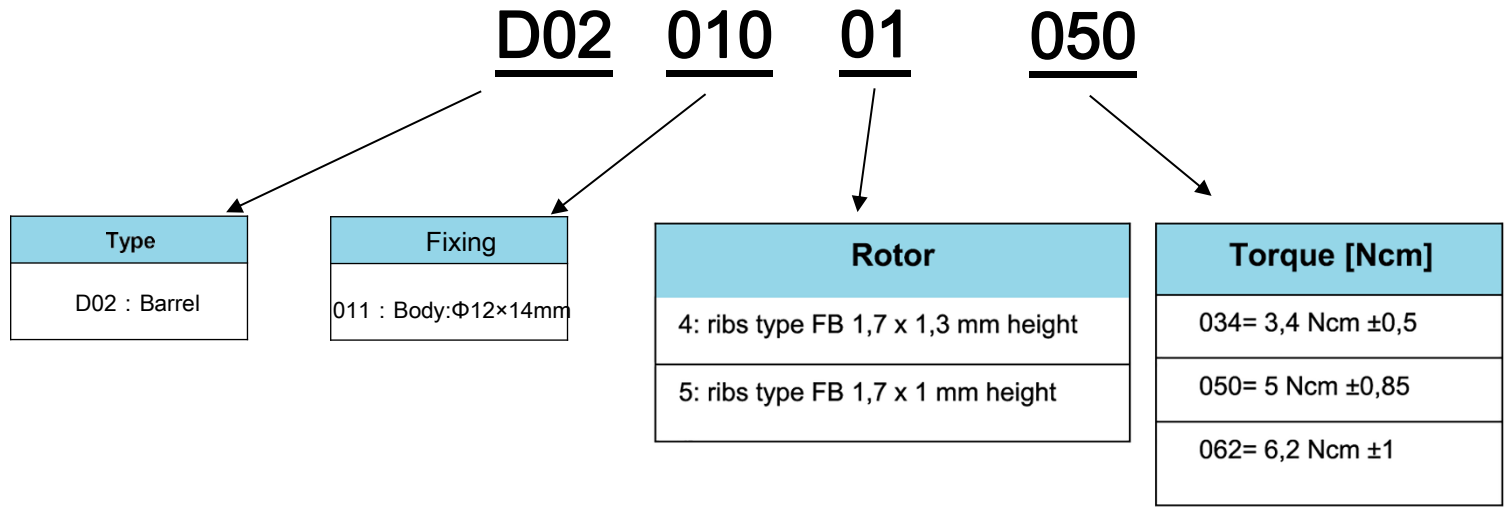 D02 010 01 050
Type
D02：Barrel
Fixing
011：Body:Φ12×14mm
Rotor
4: ribs type FB 1,7 x 1,3 mm height
5: ribs type FB 1,7 x 1 mm height
Torque [Ncm]
034= 3,4 Ncm ±0,5
050= 5 Ncm ±0,85
062= 6,2 Ncm ±1